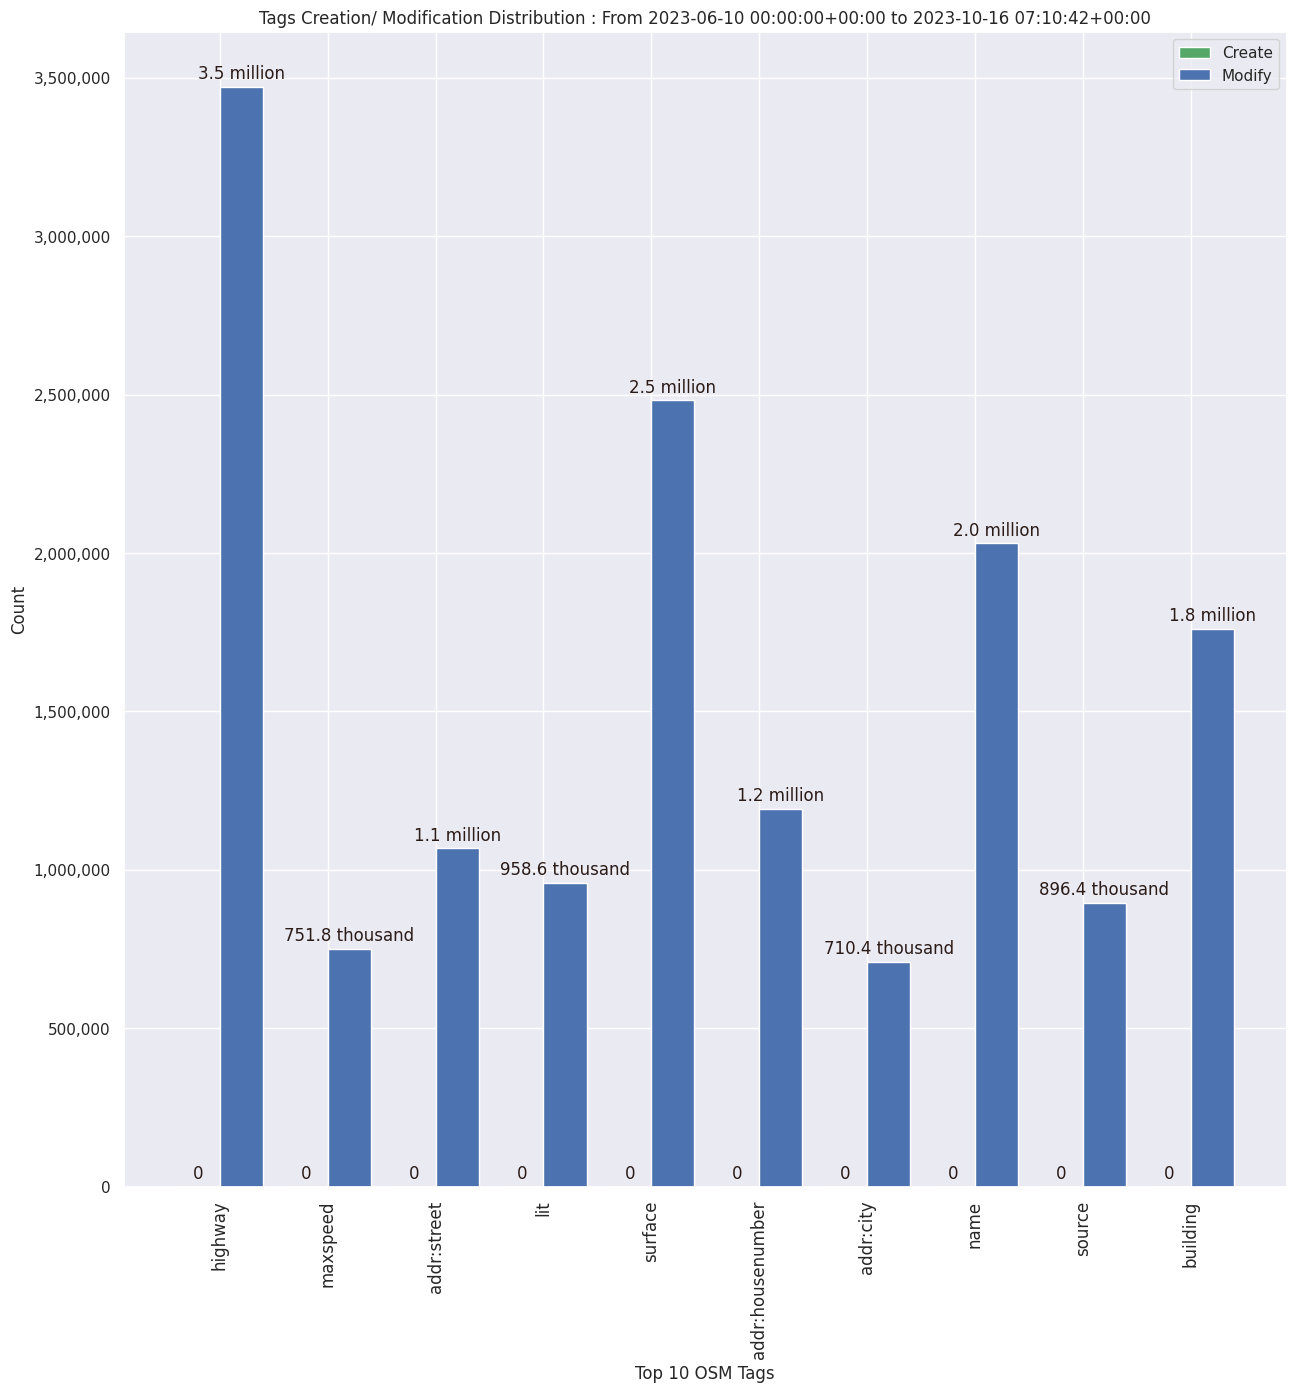 Tags Creation/ Modification Distribution : From 2023-06-10 00:00:00+00:00 to 2023-10-16 07:10:42+00:00
Create
Modify
3,500,000
3,000,000
2,500,000
2,000,000
1,500,000
1,000,000
500,000
0
Count
3.5 million
751.8 thousand
1.1 million
958.6 thousand
2.5 million
1.2 million
710.4 thousand
2.0 million
896.4 thousand
1.8 million
0
0
0
0
0
0
0
0
0
0
highway
maxspeed
addr:street
lit
surface
addr:housenumber
addr:city
name
source
building
Top 10 OSM Tags